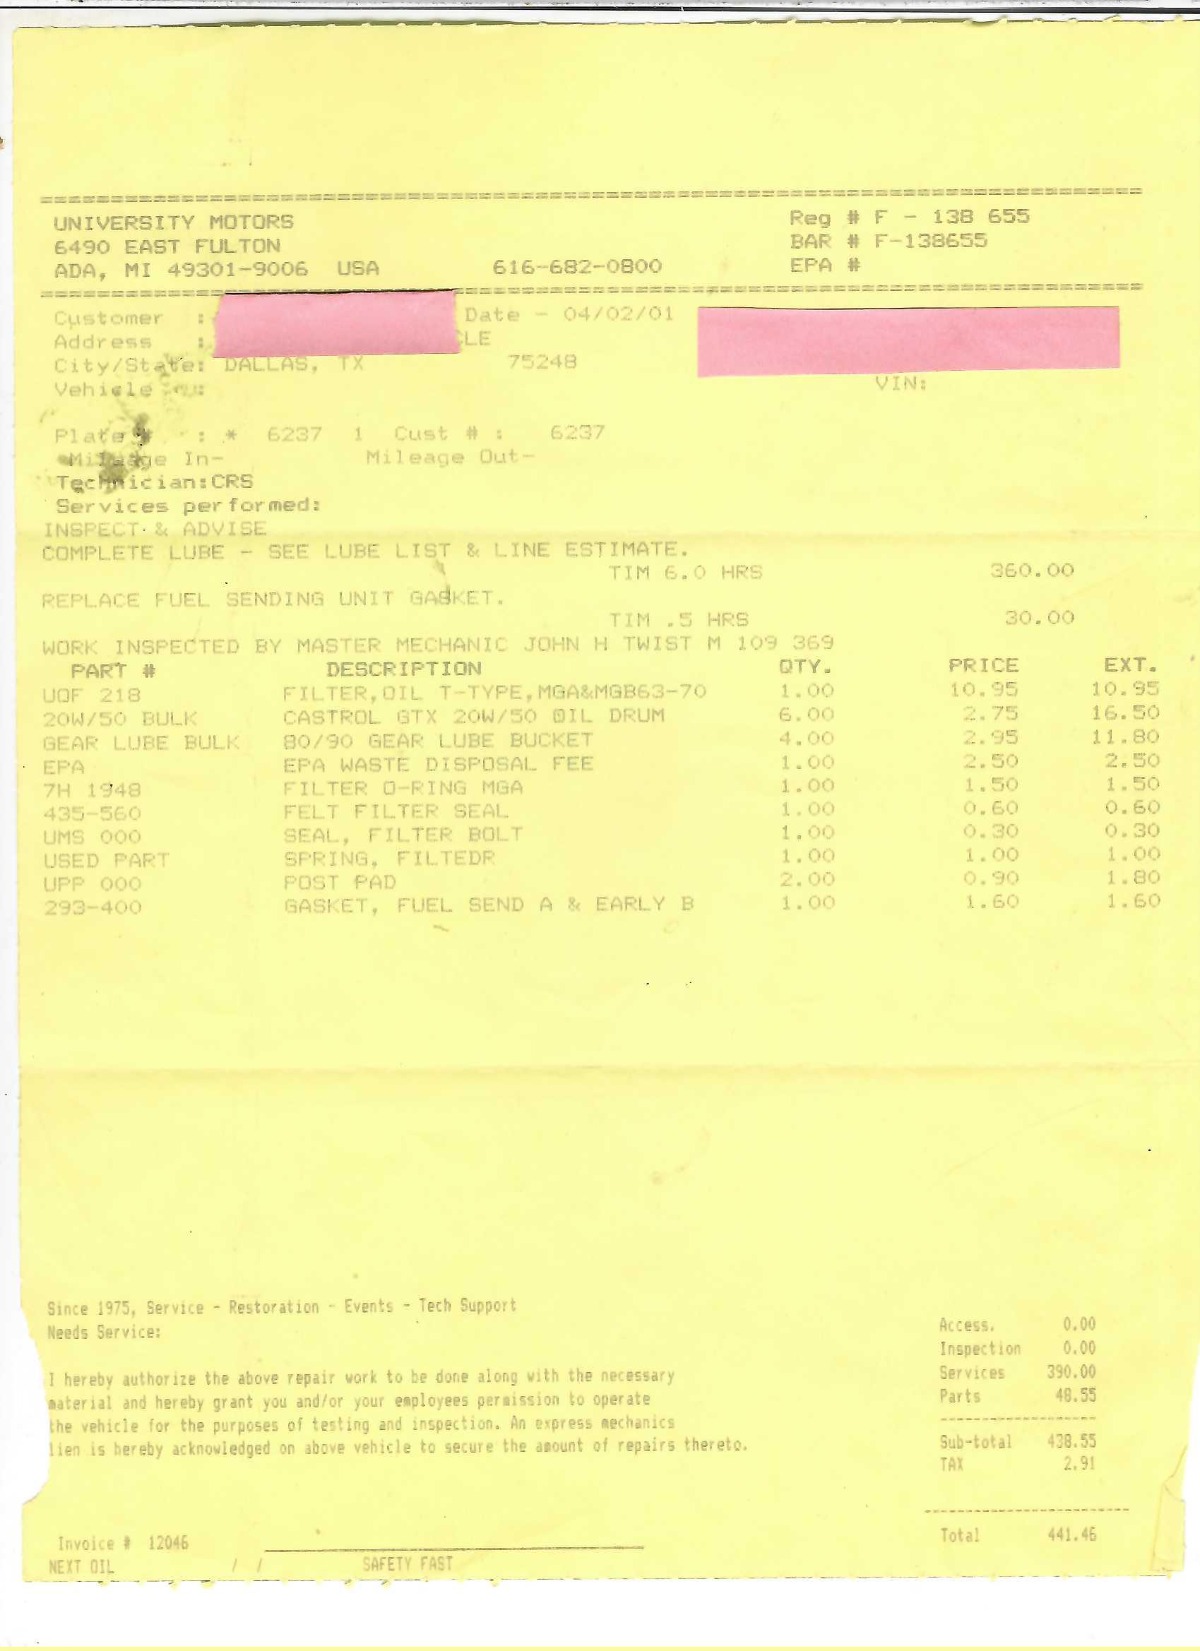 UNIVERSITY MOTORS Reg # F - 138 655
6490 EAST FULTON BAR # F-138655
ADA, MI 49301-9006 USA 616-682-0800 EPA #
Customer : Date - 04/02/01
Address : CLE
City/State: DALLAS, TX 75248
Vehicle : VIN:
Plate # : * 6237 1 Cust # : 6237
Mileage In- Mileage Out-
Technician:CRS
Services performed:
INSPECT & ADVISE
COMPLETE LUBE - SEE LUBE LIST & LINE ESTIMATE.
TIM 6.0 HRS 360.00
REPLACE FUEL SENDING UNIT GASKET.
TIM .5 HRS 30.00
WORK INSPECTED BY MASTER MECHANIC JOHN H TWIST M 109 369
PART # DESCRIPTION QTY. PRICE EXT.
UOF 218 FILTER,OIL T-TYPE,MGA&MGB63-70 1.00 10.95 10.95
20W/50 BULK CASTROL GTX 20W/50 OIL DRUM 6.00 2.75 16.50
GEAR LUBE BULK 80/90 GEAR LUBE BUCKET 4.00 2.95 11.80
EPA EPA WASTE DISPOSAL FEE 1.00 2.50 2.50
7H 1948 FILTER O-RING MGA 1.00 1.50 1.50
435-560 FELT FILTER SEAL 1.00 0.60 0.60
UMS 000 SEAL, FILTER BOLT 1.00 0.30 0.30
USED PART SPRING, FILTEDR 1.00 1.00 1.00
UPP 000 POST PAD 2.00 0.90 1.80
293-400 GASKET, FUEL SEND A & EARLY B 1.00 1.60 1.60
Since 1975, Service - Restoration - Events - Tech Support
Needs Service:
Access. 0.00
Inspection 0.00
Services 390.00
Parts 48.55
Sub-total 438.55
TAX 2.91
Total 441.46
I hereby authorize the above repair work to be done along with the necessary
material and hereby grant you and/or your employees permission to operate
the vehicle for the purposes of testing and inspection. An express mechanics
lien is hereby acknowledged on above vehicle to secure the amount of repairs thereto.
Invoice # 12046
NEXT OIL / / SAFETY FAST